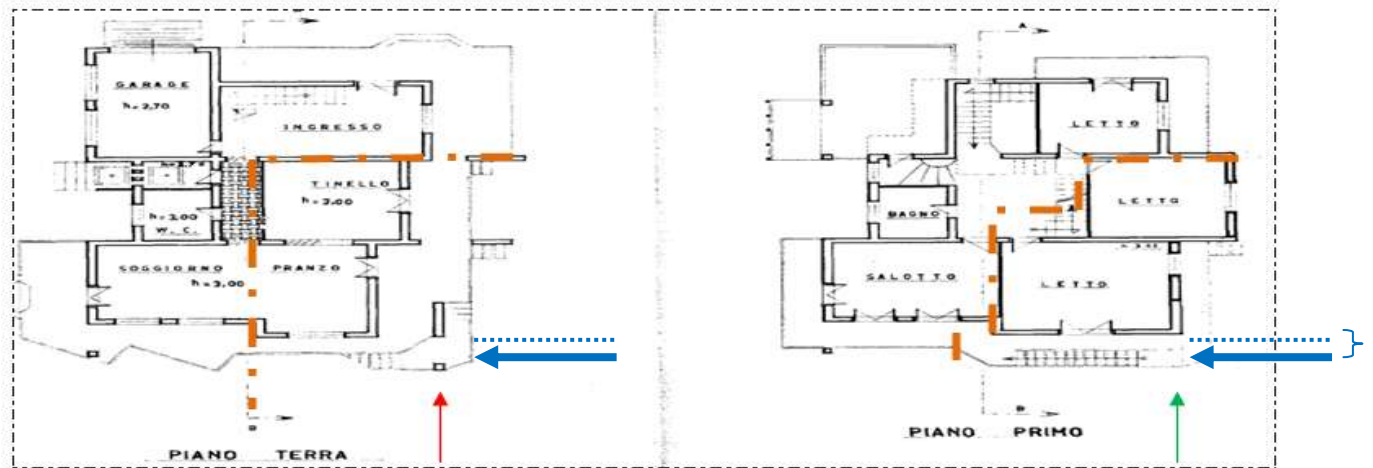 GARAGE
h=2,70
INGRESSO
TINELLO
h=3,00
h=3,00
W.C.
SOGGIORNO
PRANZO
h=3,00
B
PIANO TERRA
A
LETTO
LETTO
BAGNO
SALOTTO
LETTO
B
PIANO PRIMO